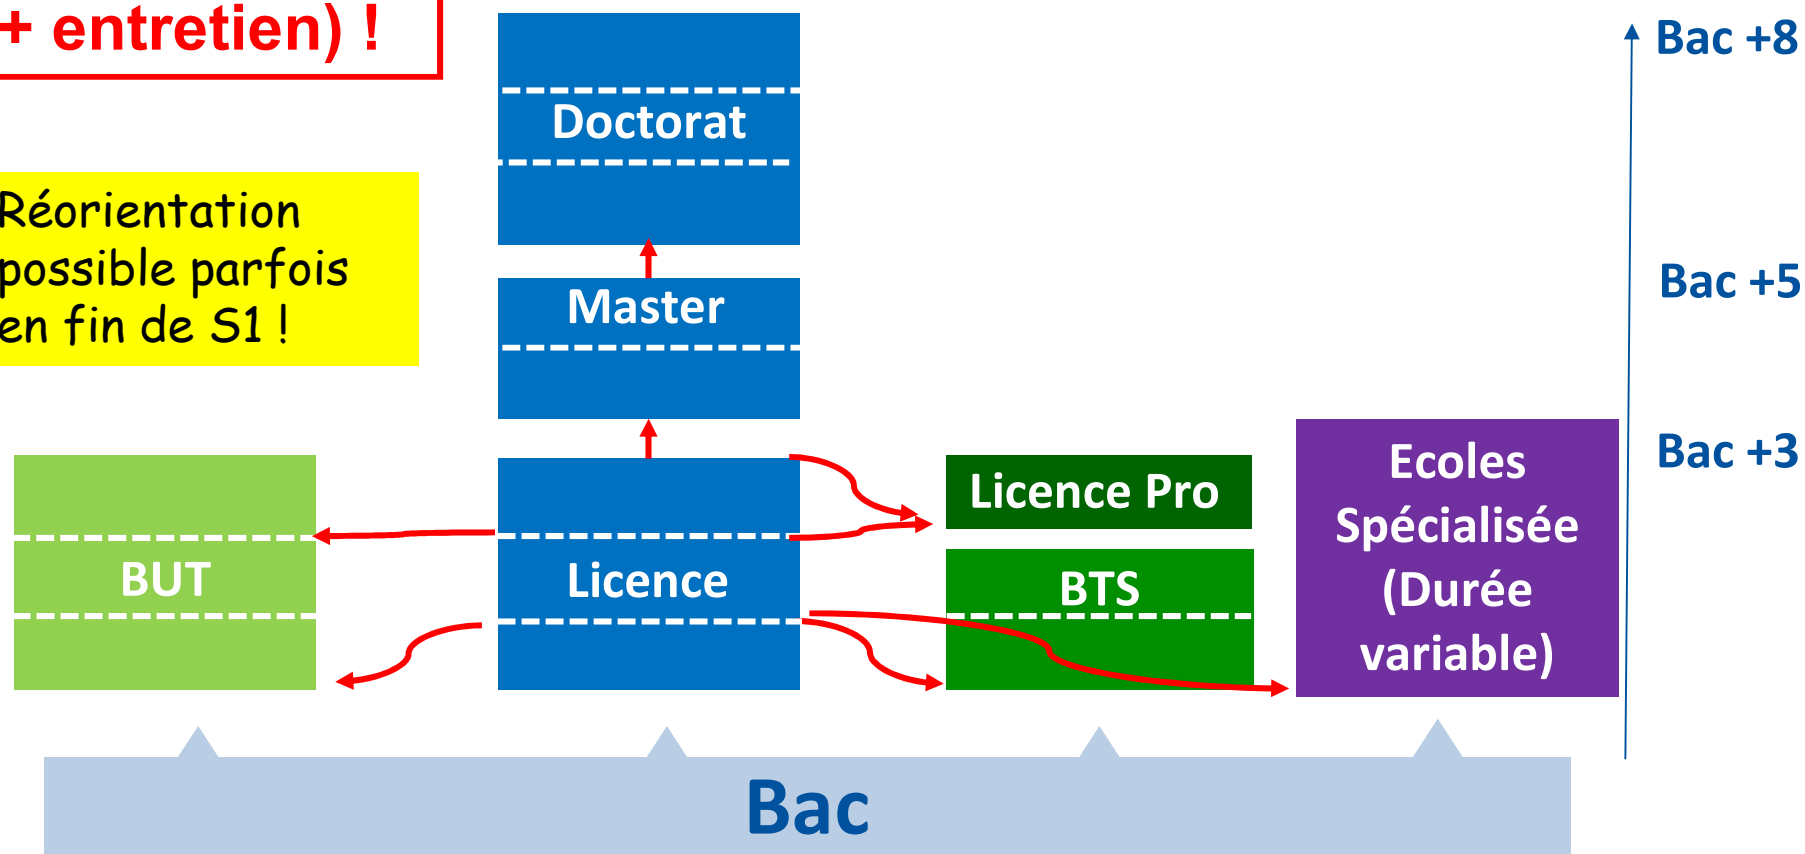 + entretien) !
Bac +8
Doctorat
Réorientation
possible parfois
en fin de S1 !
Bac +5
Master
Bac +3
Ecoles
Spécialisée
(Durée
variable)
Licence Pro
BUT
Licence
BTS
Bac